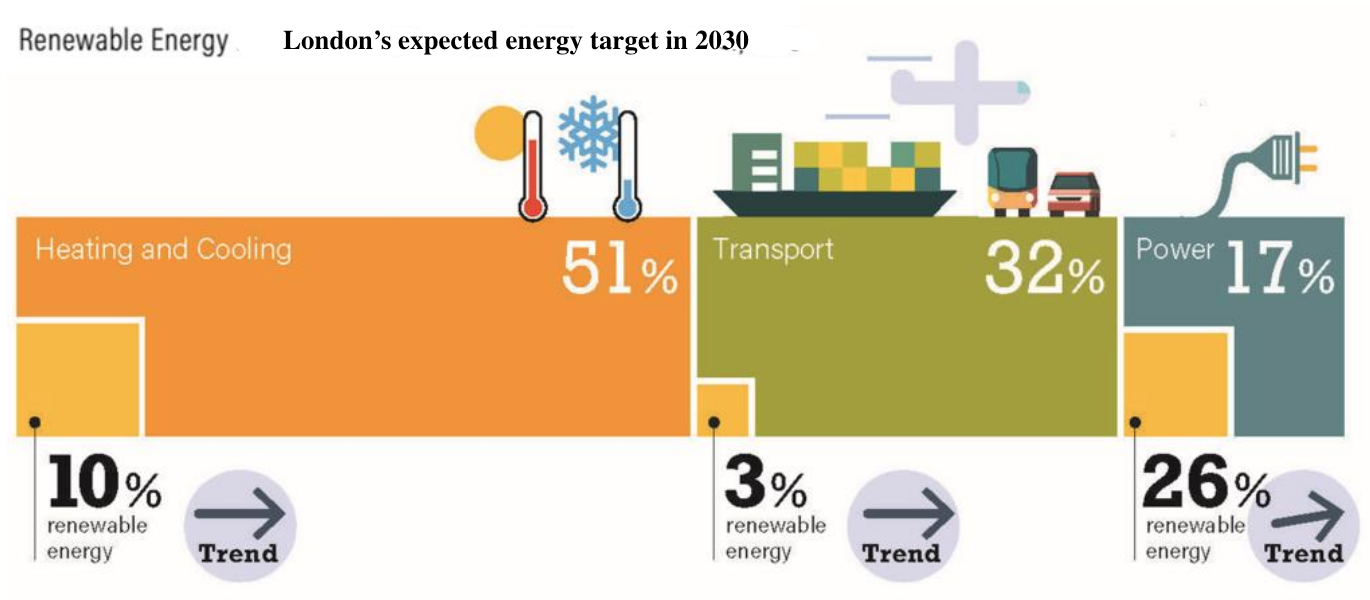 Renewable Energy London's expected energy target in 2030
Heating and Cooling 51%
Transport 32%
Power 17%
10%
renewable
energy
Trend
3%
renewable
energy
Trend
26%
renewable
energy
Trend